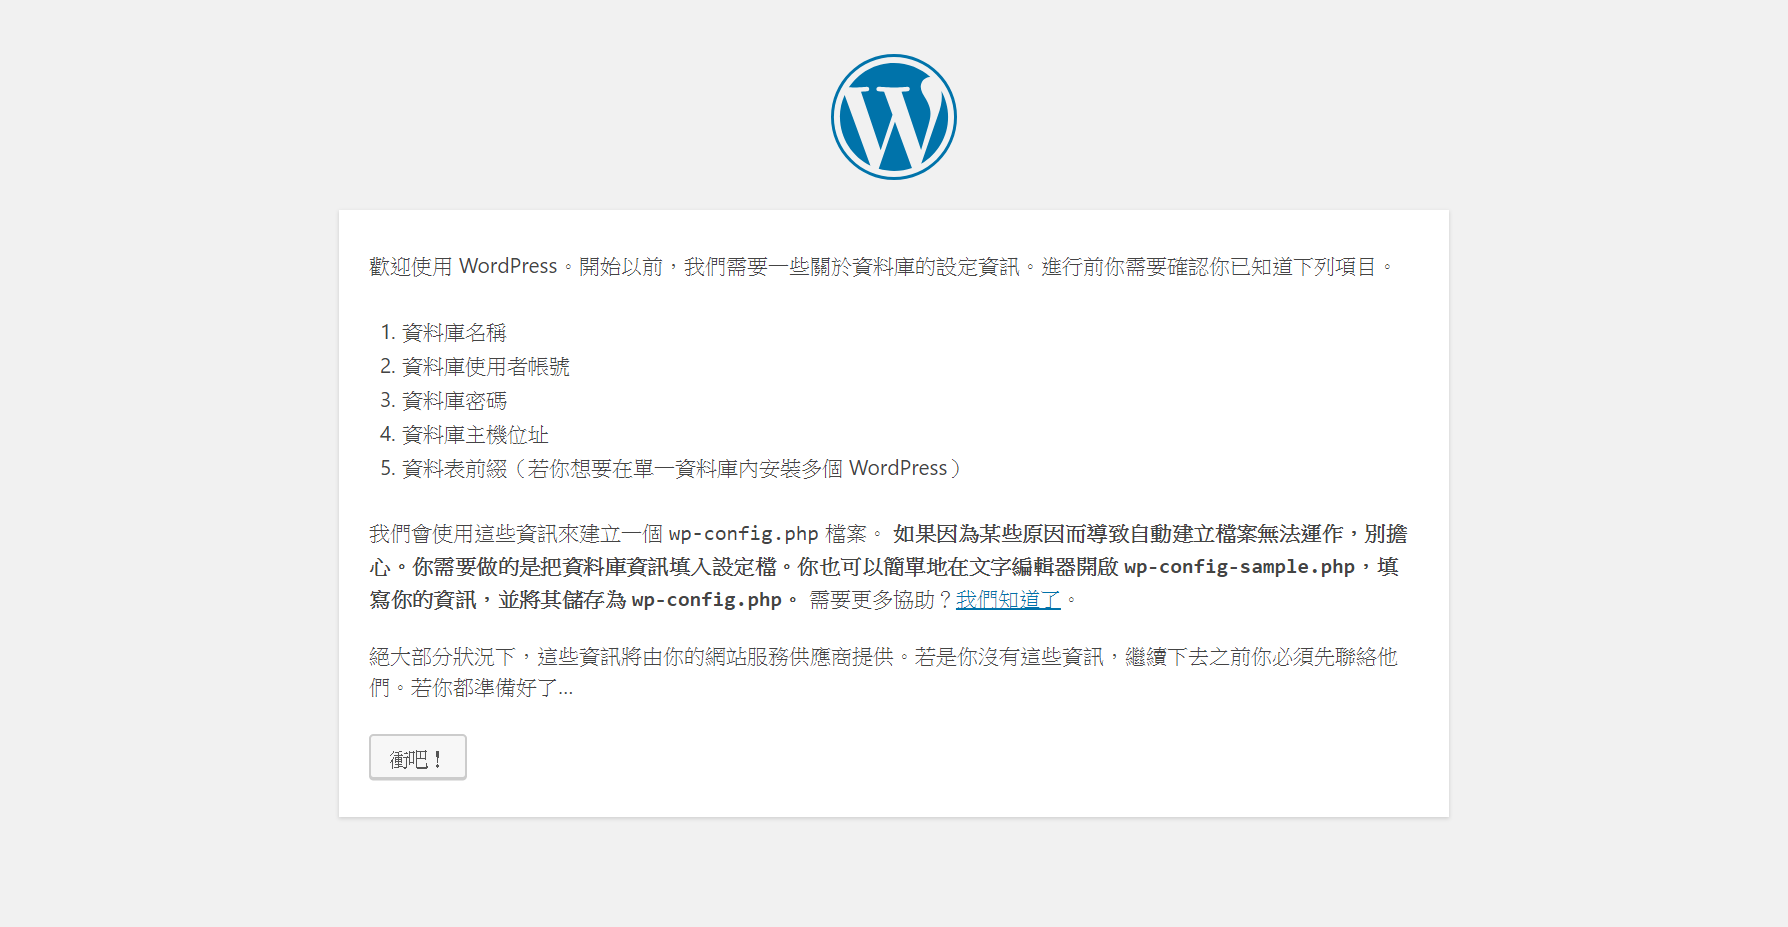 歡迎使用 WordPress。開始以前，我們需要一些關於資料庫的設定資訊。進行前你需要確認你已知道下列項目。
1. 資料庫名稱
2. 資料庫使用者帳號
3. 資料庫密碼
4. 資料庫主機位址
5. 資料表前綴（若你想要在單一資料庫內安裝多個 WordPress）
我們會使用這些資訊來建立一個 wp-config.php 檔案。 如果因為某些原因而導致自動建立檔案無法運作，別擔
心。你需要做的是把資料庫資訊填入設定檔。你也可以簡單地在文字編輯器開啟 wp-config-sample.php，填
寫你的資訊，並將其儲存為 wp-config.php。 需要更多協助？我們知道了。
絕大部分狀況下，這些資訊將由你的網站服務供應商提供。若是你沒有這些資訊，繼續下去之前你必須先聯絡他
們。若你都準備好了...
衝吧！